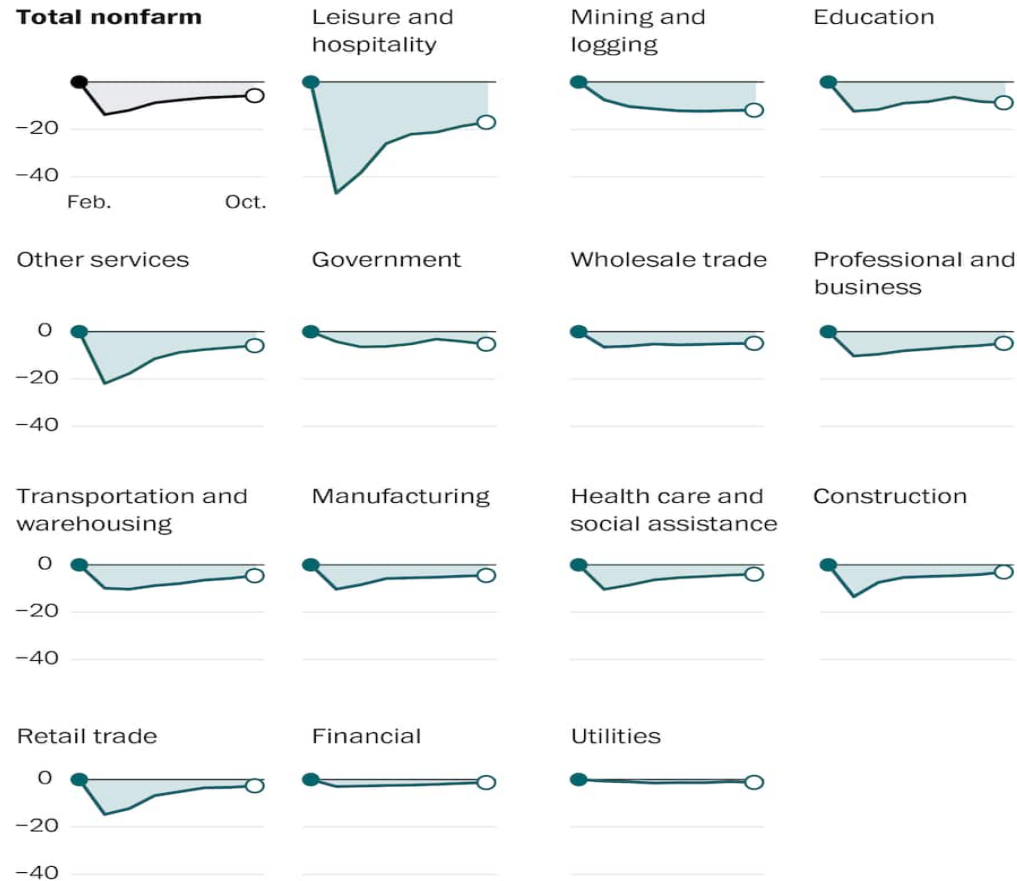 Total nonfarm
Leisure and
hospitality
Mining and
logging
Education
−20
−40
Feb.
Oct.
Other services
Government
Wholesale trade
Professional and
business
0
−20
−40
Transportation and
warehousing
Manufacturing
Health care and
social assistance
Construction
0
−20
−40
Retail trade
Financial
Utilities
0
−20
−40